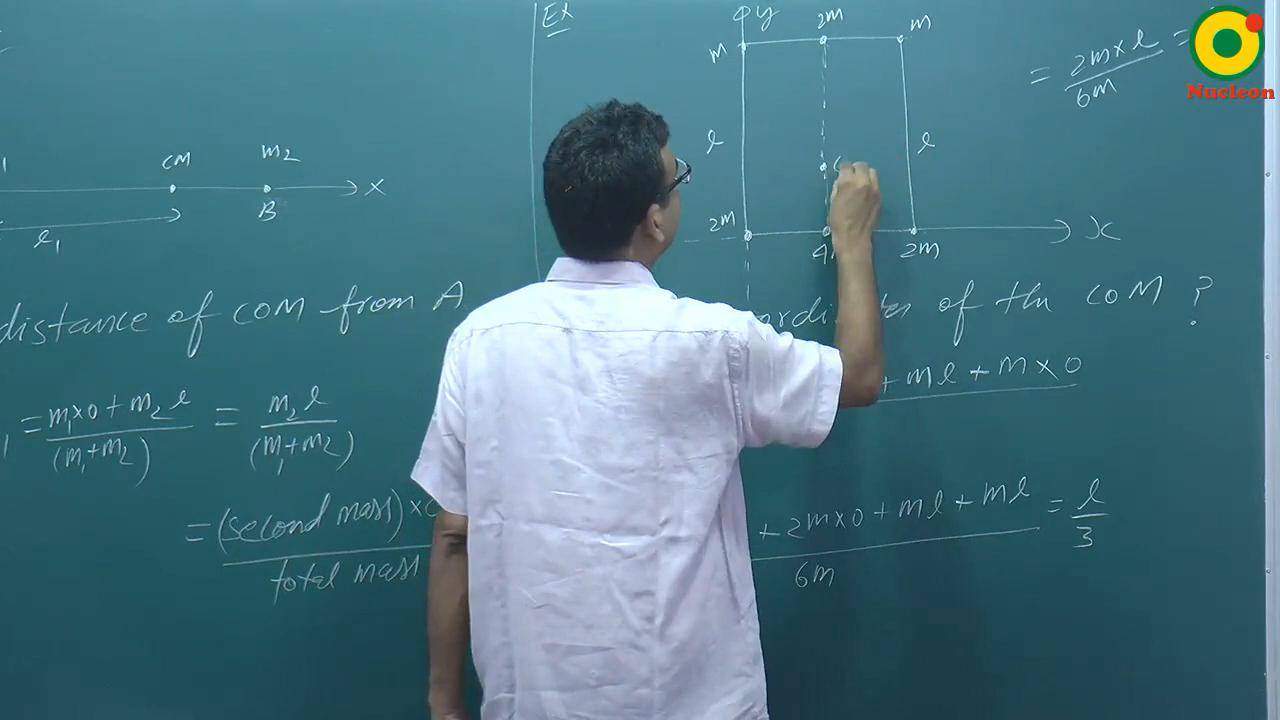 Ex
y
2m
m
m
= 2m×l / 6m =
Nucleon
l
l
cM
m2
x
B
l1
2m
2m
x
distance of COM from A
of the COM ?
+ ml + m×0
= m1×0 + m2 l / (m1+m2) = m2 l / (m1+m2)
= (second mass) ×
total mass
+ 2m×0 + ml + ml / 6m = l / 3